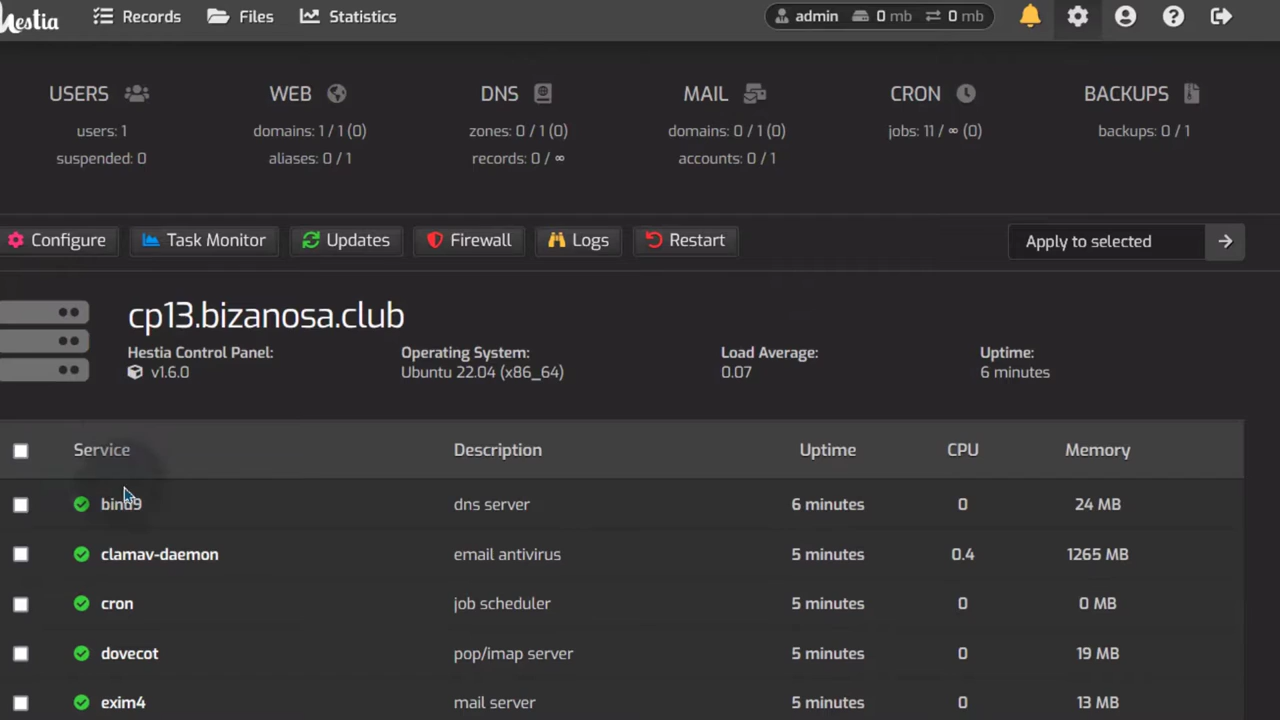 Hestia Records Files Statistics admin 0 mb 0 mb
USERS WEB DNS MAIL CRON BACKUPS
users: 1 domains: 1 / 1 (0) zones: 0 / 1 (0) domains: 0 / 1 (0) jobs: 11 / ∞ (0) backups: 0 / 1
suspended: 0 aliases: 0 / 1 records: 0 / ∞ accounts: 0 / 1
Configure Task Monitor Updates Firewall Logs Restart Apply to selected
cp13.bizanosa.club
Hestia Control Panel: Operating System: Load Average: Uptime:
v1.6.0 Ubuntu 22.04 (x86_64) 0.07 6 minutes
Service Description Uptime CPU Memory
bind9 dns server 6 minutes 0 24 MB
clamav-daemon email antivirus 5 minutes 0.4 1265 MB
cron job scheduler 5 minutes 0 0 MB
dovecot pop/imap server 5 minutes 0 19 MB
exim4 mail server 5 minutes 0 13 MB